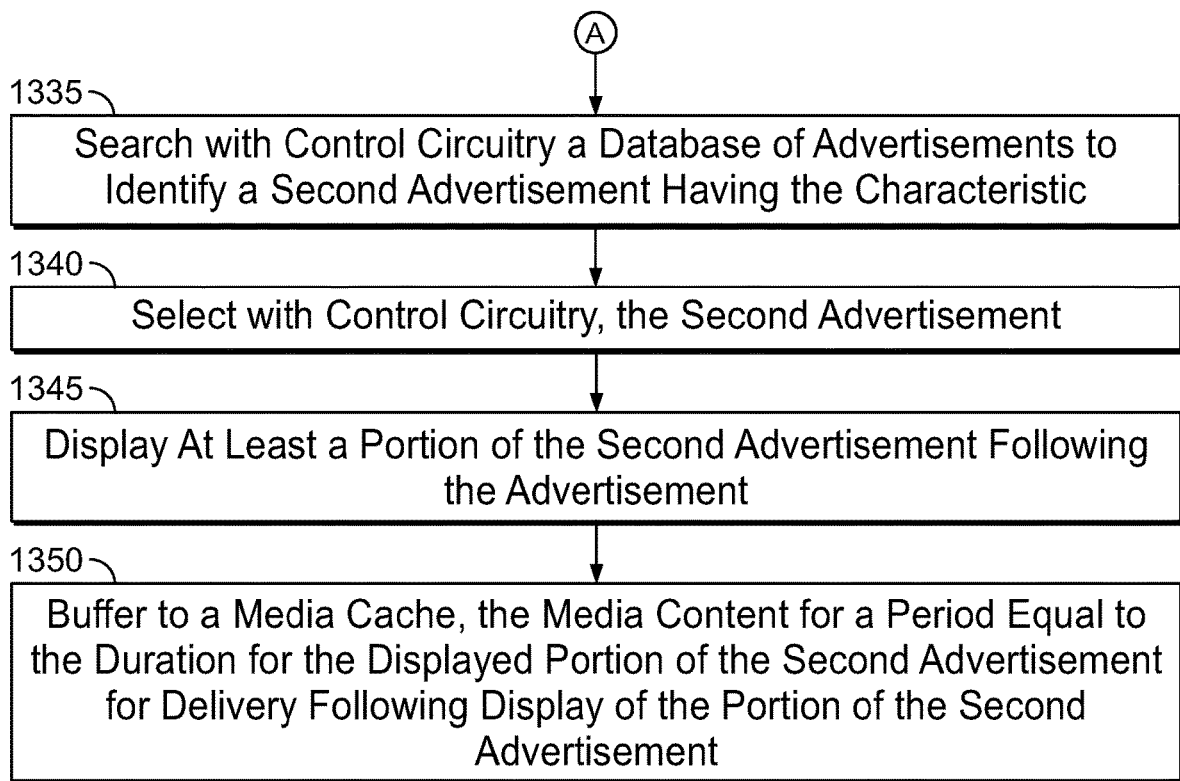 A
1335
Search with Control Circuitry a Database of Advertisements to
Identify a Second Advertisement Having the Characteristic
1340
Select with Control Circuitry, the Second Advertisement
1345
Display At Least a Portion of the Second Advertisement Following
the Advertisement
1350
Buffer to a Media Cache, the Media Content for a Period Equal to
the Duration for the Displayed Portion of the Second Advertisement
for Delivery Following Display of the Portion of the Second
Advertisement